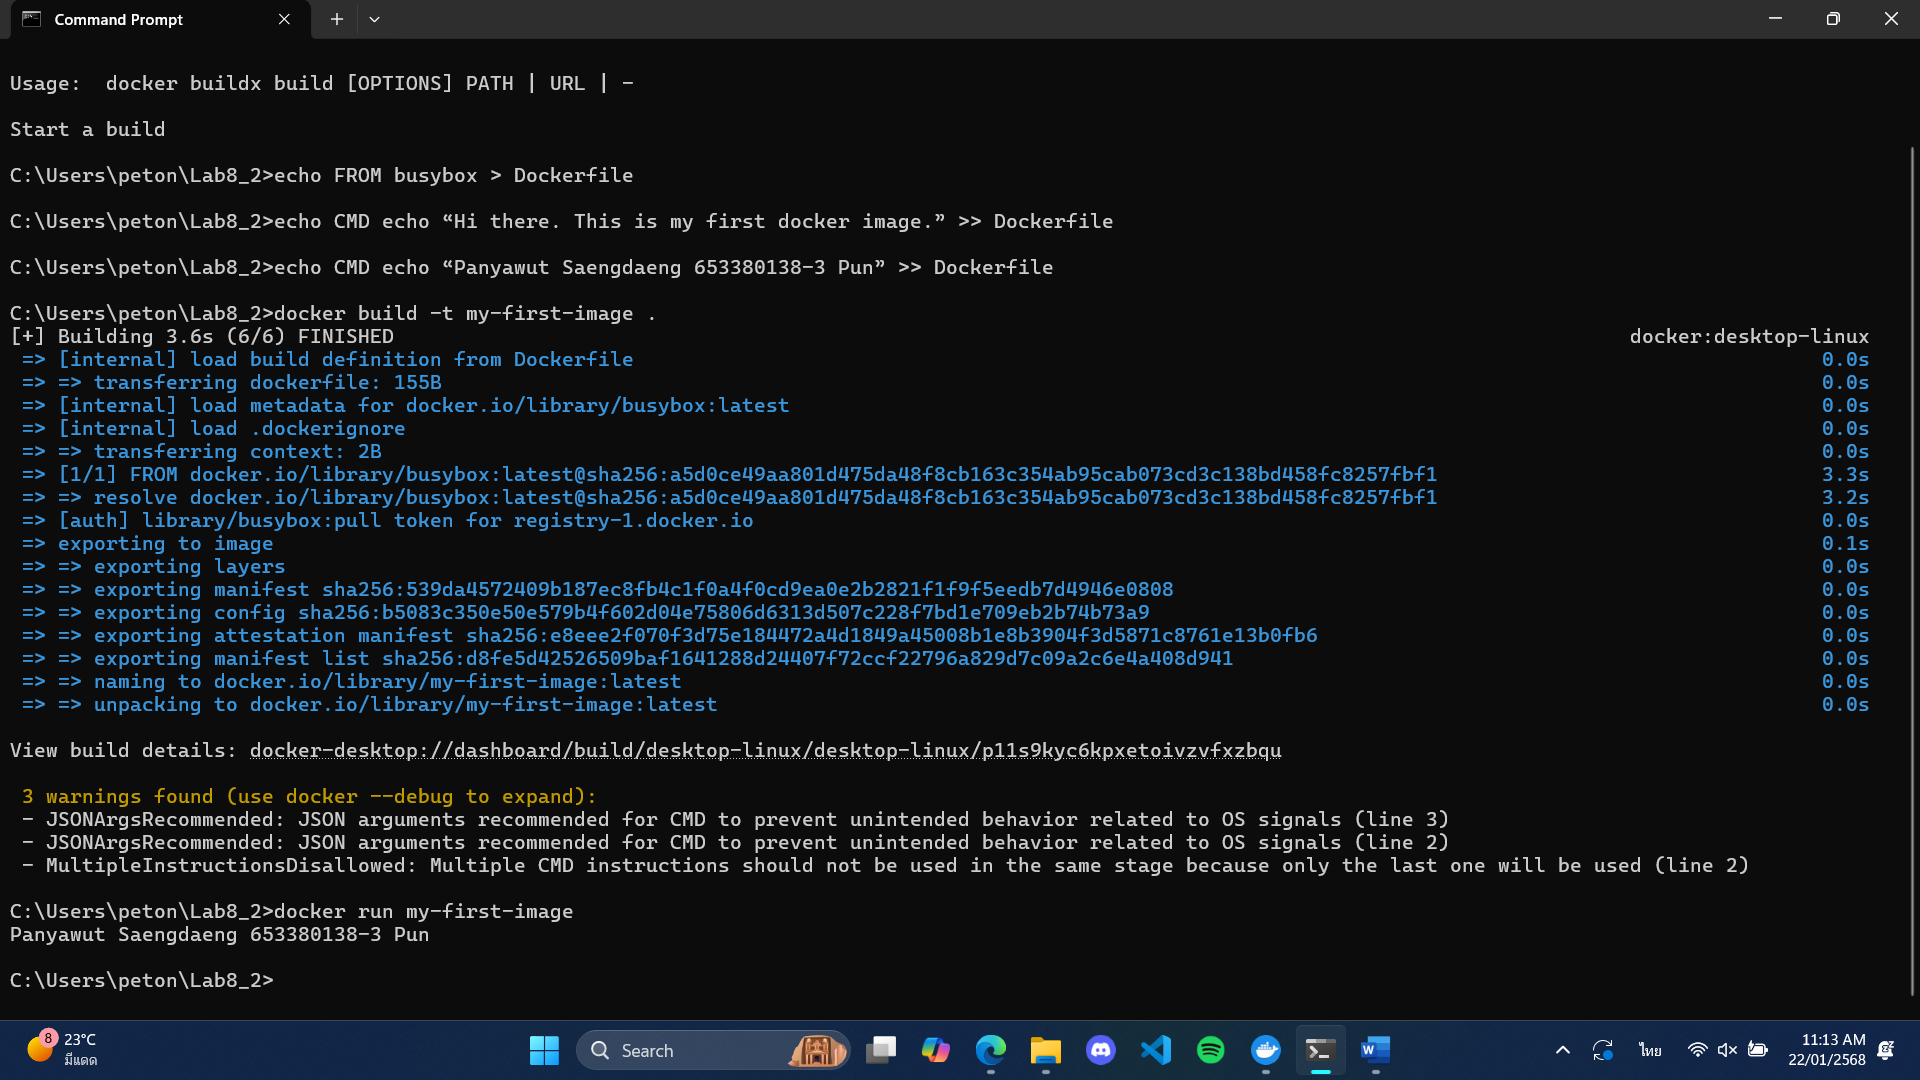 Command Prompt
Usage:  docker buildx build [OPTIONS] PATH | URL | -
Start a build
C:\Users\peton\Lab8_2>echo FROM busybox > Dockerfile
C:\Users\peton\Lab8_2>echo CMD echo “Hi there. This is my first docker image.” >> Dockerfile
C:\Users\peton\Lab8_2>echo CMD echo “Panyawut Saengdaeng 653380138-3 Pun” >> Dockerfile
C:\Users\peton\Lab8_2>docker build -t my-first-image .
[+] Building 3.6s (6/6) FINISHED docker:desktop-linux
=> [internal] load build definition from Dockerfile 0.0s
=> => transferring dockerfile: 155B 0.0s
=> [internal] load metadata for docker.io/library/busybox:latest 0.0s
=> [internal] load .dockerignore 0.0s
=> => transferring context: 2B 0.0s
=> [1/1] FROM docker.io/library/busybox:latest@sha256:a5d0ce49aa801d475da48f8cb163c354ab95cab073cd3c138bd458fc8257fbf1 3.3s
=> => resolve docker.io/library/busybox:latest@sha256:a5d0ce49aa801d475da48f8cb163c354ab95cab073cd3c138bd458fc8257fbf1 3.2s
=> [auth] library/busybox:pull token for registry-1.docker.io 0.0s
=> exporting to image 0.1s
=> => exporting layers 0.0s
=> => exporting manifest sha256:539da4572409b187ec8fb4c1f0a4f0cd9ea0e2b2821f1f9f5eedb7d4946e0808 0.0s
=> => exporting config sha256:b5083c350e50e579b4f602d04e75806d6313d507c228f7bd1e709eb2b74b73a9 0.0s
=> => exporting attestation manifest sha256:e8eee2f070f3d75e184472a4d1849a45008b1e8b3904f3d5871c8761e13b0fb6 0.0s
=> => exporting manifest list sha256:d8fe5d42526509baf1641288d24407f72ccf22796a829d7c09a2c6e4a408d941 0.0s
=> => naming to docker.io/library/my-first-image:latest 0.0s
=> => unpacking to docker.io/library/my-first-image:latest 0.0s
View build details: docker-desktop://dashboard/build/desktop-linux/desktop-linux/p11s9kyc6kpxetoivzvfxzbqu
3 warnings found (use docker --debug to expand):
- JSONArgsRecommended: JSON arguments recommended for CMD to prevent unintended behavior related to OS signals (line 3)
- JSONArgsRecommended: JSON arguments recommended for CMD to prevent unintended behavior related to OS signals (line 2)
- MultipleInstructionsDisallowed: Multiple CMD instructions should not be used in the same stage because only the last one will be used (line 2)
C:\Users\peton\Lab8_2>docker run my-first-image
Panyawut Saengdaeng 653380138-3 Pun
C:\Users\peton\Lab8_2>
8 23°C
มีแดด
Search
ไทย
11:13 AM
22/01/2568